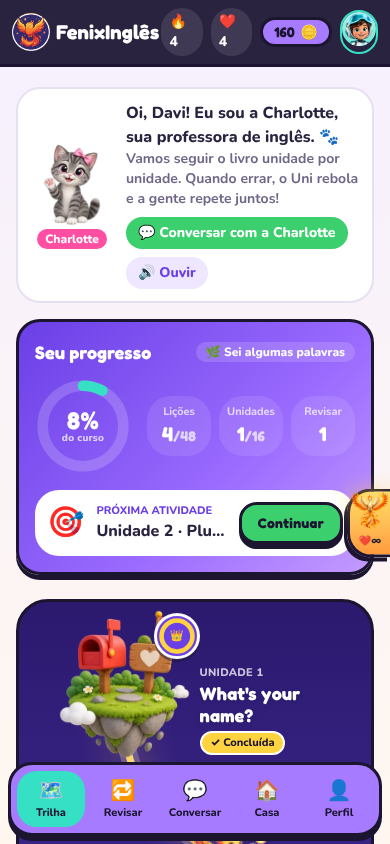 FenixInglês
🔥 4
❤️ 4
160
Oi, Davi! Eu sou a Charlotte,
sua professora de inglês. 🐾
Vamos seguir o livro unidade por
unidade. Quando errar, o Uni rebola
e a gente repete juntos!
Charlotte
💬 Conversar com a Charlotte
🔊 Ouvir
Seu progresso
🌿 Sei algumas palavras
8%
do curso
Lições
4/48
Unidades
1/16
Revisar
1
PRÓXIMA ATIVIDADE
Unidade 2 · Plu...
Continuar
❤️∞
UNIDADE 1
What's your
name?
✓ Concluída
Trilha
Revisar
Conversar
Casa
Perfil